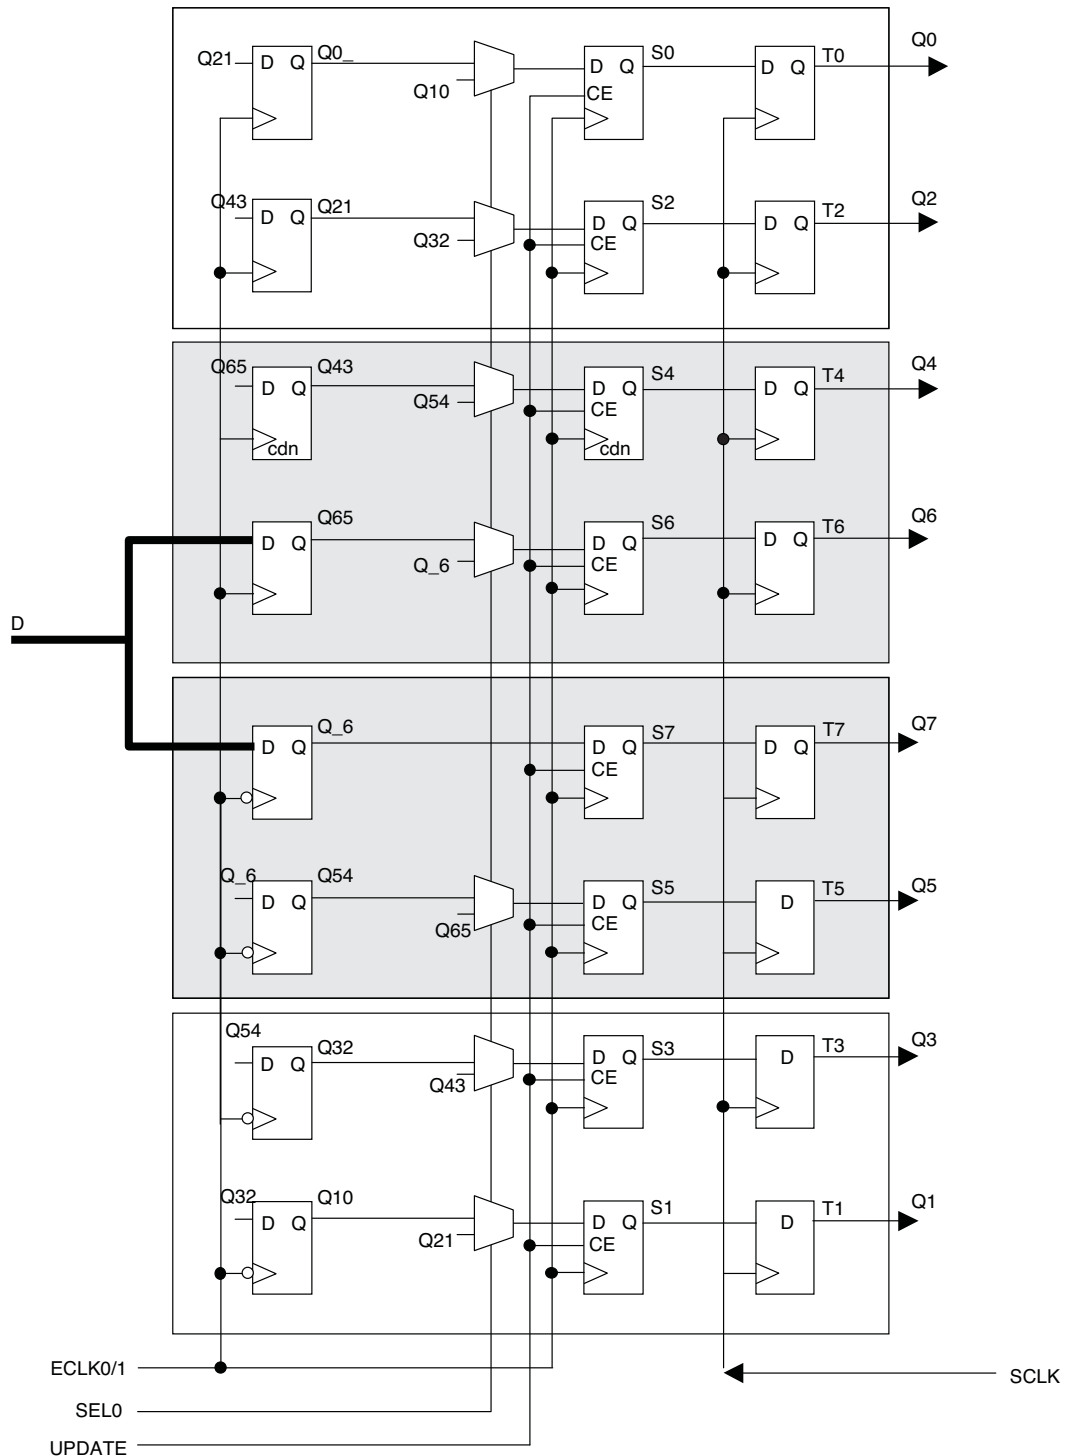 Q21 D Q Q0_ Q10 D Q CE S0 D Q T0 Q0
Q43 D Q Q21 Q32 D Q CE S2 D Q T2 Q2
Q65 D Q cdn Q43 Q54 D Q CE cdn S4 D Q T4 Q4
D Q Q65 Q_6 D Q CE S6 D Q T6 Q6
D
D Q Q_6 D Q CE S7 D Q T7 Q7
Q_6 D Q Q54 Q65 D Q CE S5 D T5 Q5
Q54 D Q Q32 Q43 D Q CE S3 D T3 Q3
Q32 D Q Q10 Q21 D Q CE S1 D T1 Q1
ECLK0/1
SCLK
SEL0
UPDATE